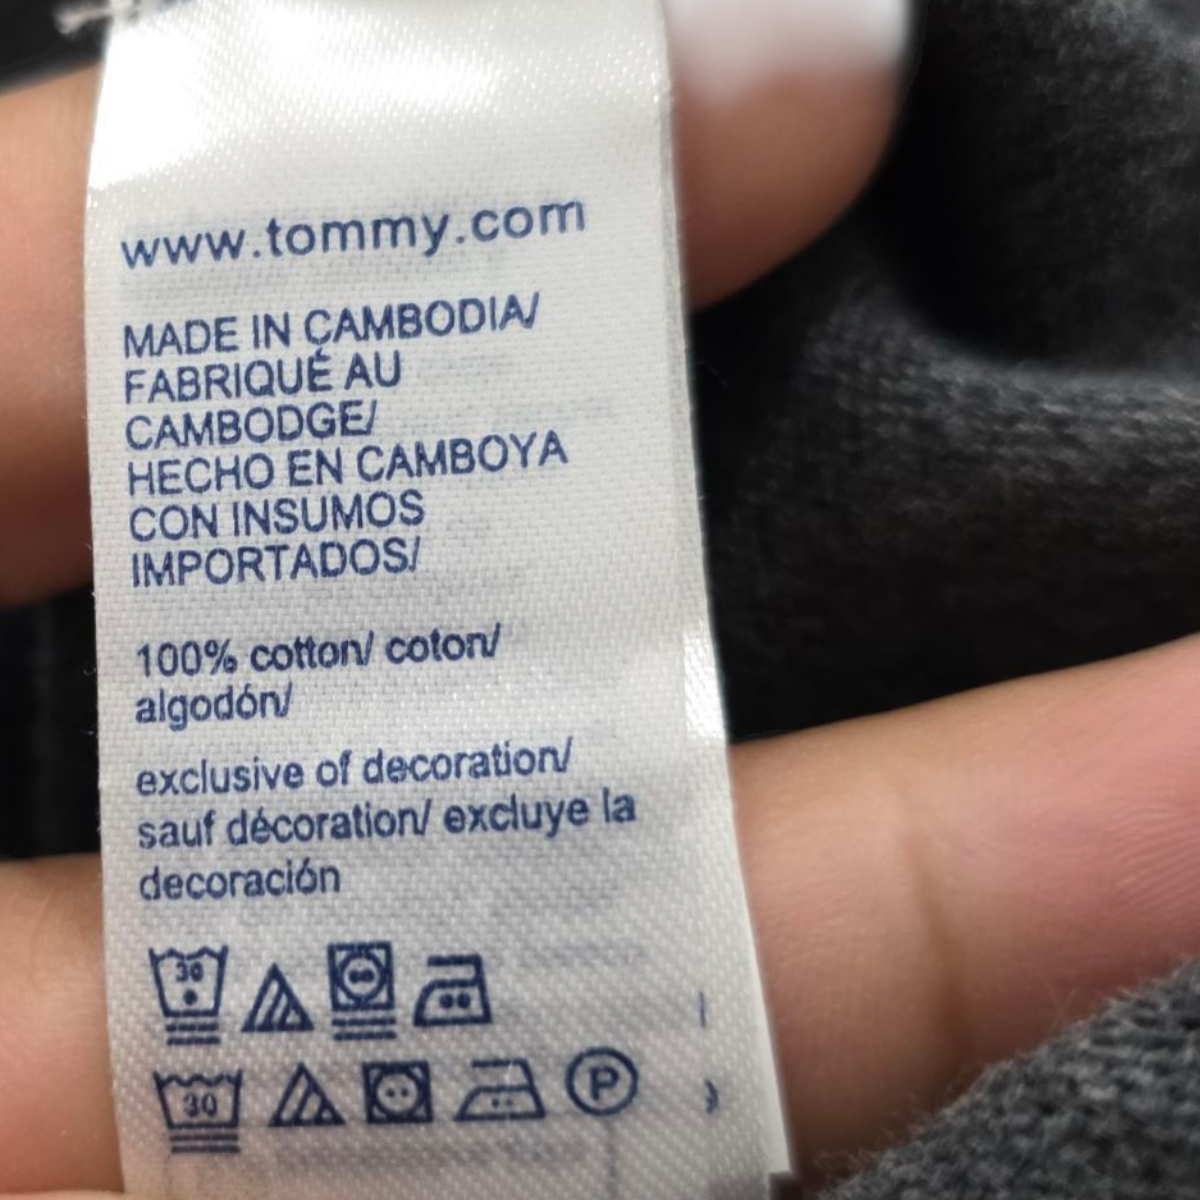 www.tommy.com
MADE IN CAMBODIA/
FABRIQUÉ AU
CAMBODGE/
HECHO EN CAMBOYA
CON INSUMOS
IMPORTADOS/
100% cotton/ coton/
algodón/
exclusive of decoration/
sauf décoration/ excluye la
decoración
30
30 P